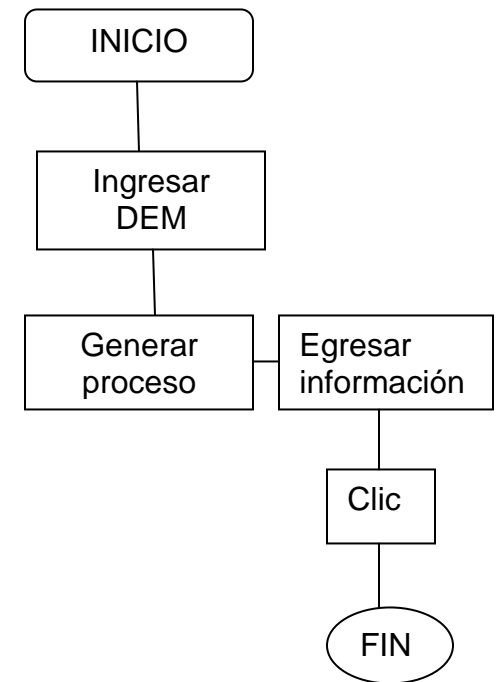 INICIO
Ingresar
DEM
Generar
proceso
Egresar
información
Clic
FIN